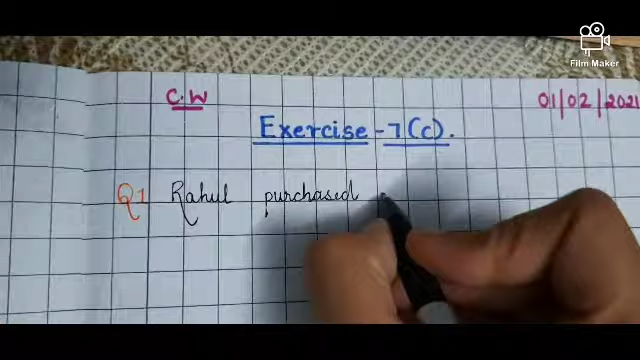 Film Maker
C.W
01/02/2021
Exercise - 7(c).
Q1 Rahul purchased